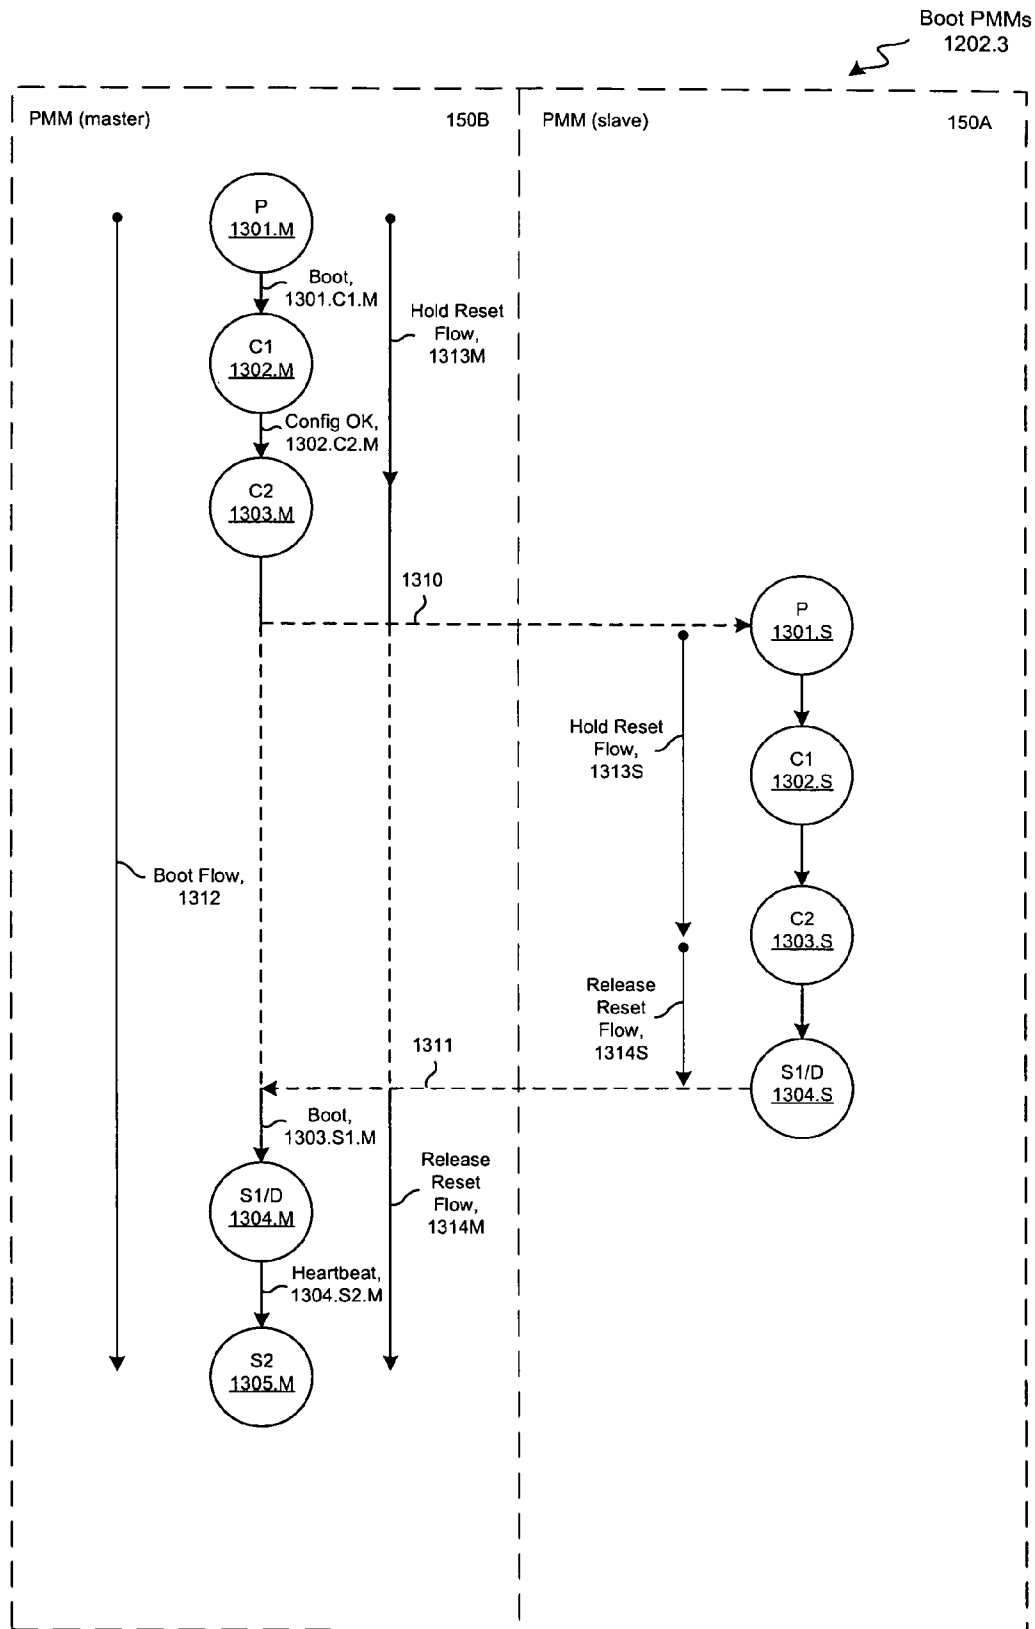 Boot PMMs
1202.3
PMM (master)
150B
PMM (slave)
150A
P
1301.M
Boot,
1301.C1.M
Hold Reset
Flow,
1313M
C1
1302.M
Config OK,
1302.C2.M
C2
1303.M
1310
P
1301.S
Hold Reset
Flow,
1313S
C1
1302.S
Boot Flow,
1312
C2
1303.S
Release
Reset
Flow,
1314S
1311
S1/D
1304.S
Boot,
1303.S1.M
Release
Reset
Flow,
1314M
S1/D
1304.M
Heartbeat,
1304.S2.M
S2
1305.M